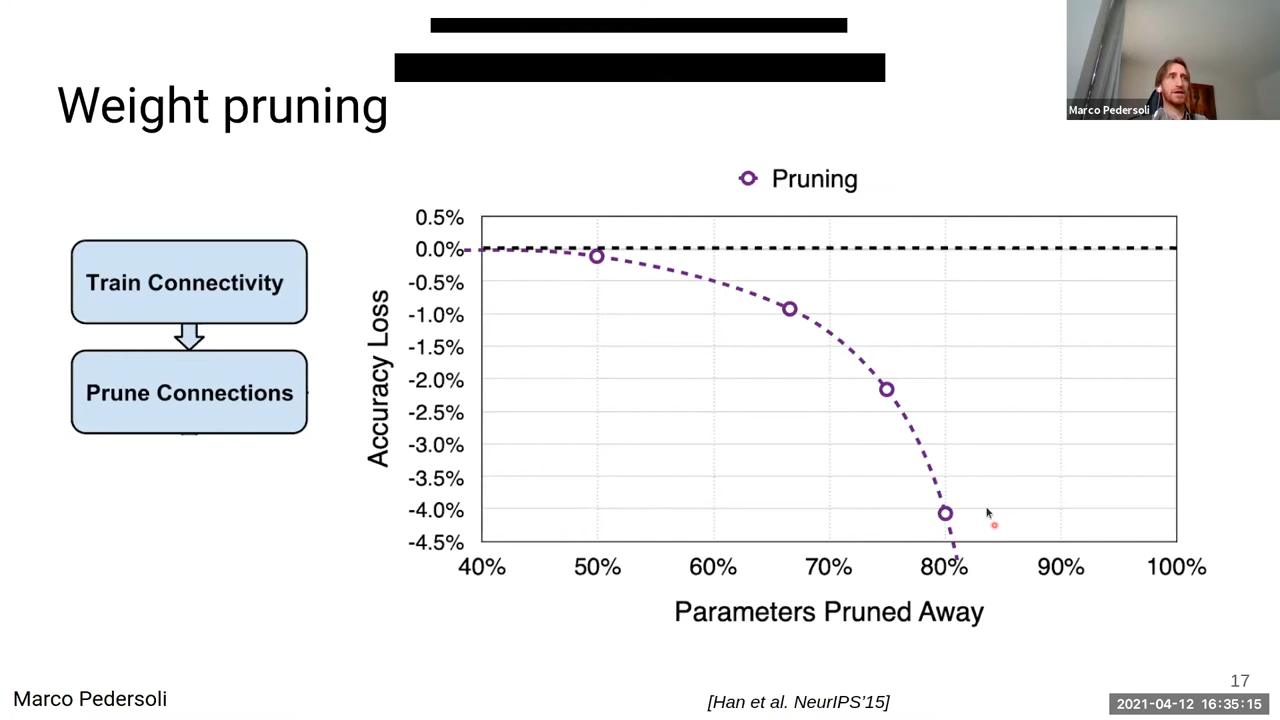 Weight pruning
Marco Pedersoli
Pruning
Train Connectivity
Prune Connections
Accuracy Loss
0.5%
0.0%
-0.5%
-1.0%
-1.5%
-2.0%
-2.5%
-3.0%
-3.5%
-4.0%
-4.5%
40% 50% 60% 70% 80% 90% 100%
Parameters Pruned Away
17
Marco Pedersoli
[Han et al. NeurIPS'15]
2021-04-12 16:35:15